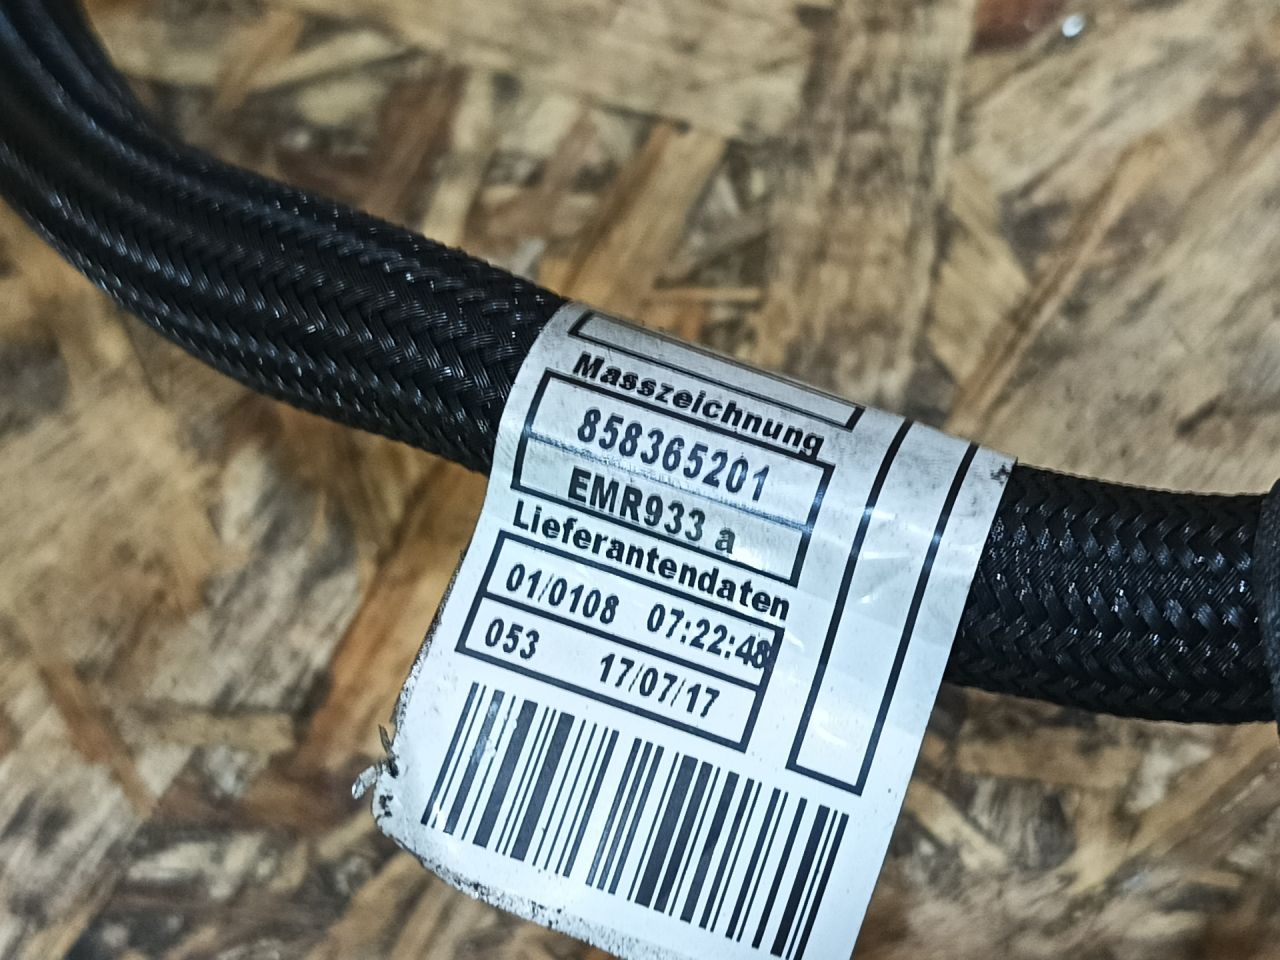 Masszeichnung
858365201
EMR933 a
Lieferantendaten
01/0108 07:22:48
053 17/07/17